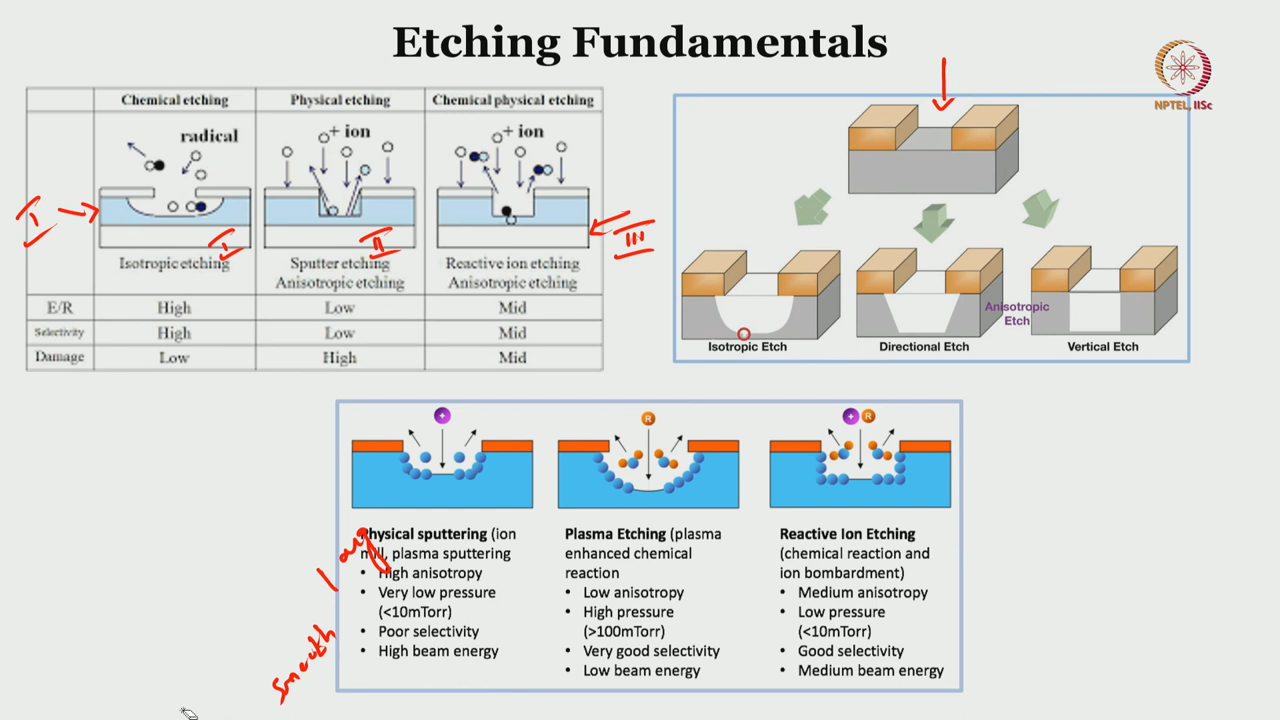 Etching Fundamentals
NPTEL, IISc
Chemical etching Physical etching Chemical physical etching
radical + ion + ion
I I II III
Isotropic etching Sputter etching Reactive ion etching
Anisotropic etching Anisotropic etching
E/R High Low Mid
Selectivity High Low Mid
Damage Low High Mid
Anisotropic
Etch
Isotropic Etch Directional Etch Vertical Etch
+ R + R
Physical sputtering (ion
mill, plasma sputtering
• High anisotropy
• Very low pressure
(<10mTorr)
• Poor selectivity
• High beam energy
Plasma Etching (plasma
enhanced chemical
reaction
• Low anisotropy
• High pressure
(>100mTorr)
• Very good selectivity
• Low beam energy
Reactive Ion Etching
(chemical reaction and
ion bombardment)
• Medium anisotropy
• Low pressure
(<10mTorr)
• Good selectivity
• Medium beam energy
smooth